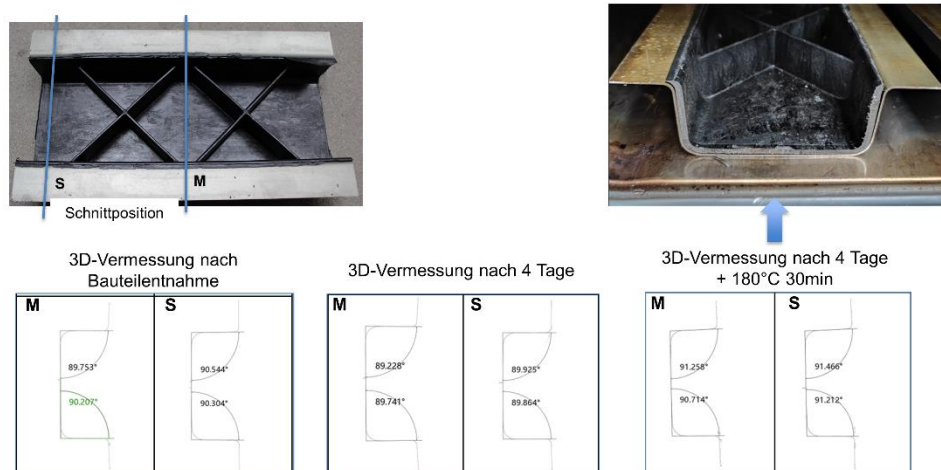 S
M
Schnittposition
3D-Vermessung nach
Bauteilentnahme
3D-Vermessung nach 4 Tage
3D-Vermessung nach 4 Tage
+ 180°C 30min
M
S
89.753°
90.207°
90.544°
90.304°
M
S
89.228°
89.741°
89.925°
89.864°
M
S
91.258°
90.714°
91.466°
91.212°